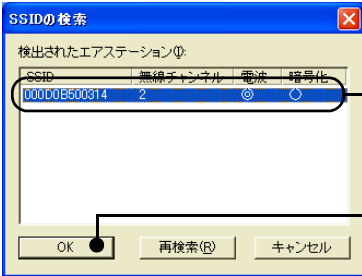 SSIDの検索
検出されたエアステーション(I):
SSID 無線チャンネル 電波 暗号化
000D0B500314 2 ◎ ○
OK 再検索(R) キャンセル